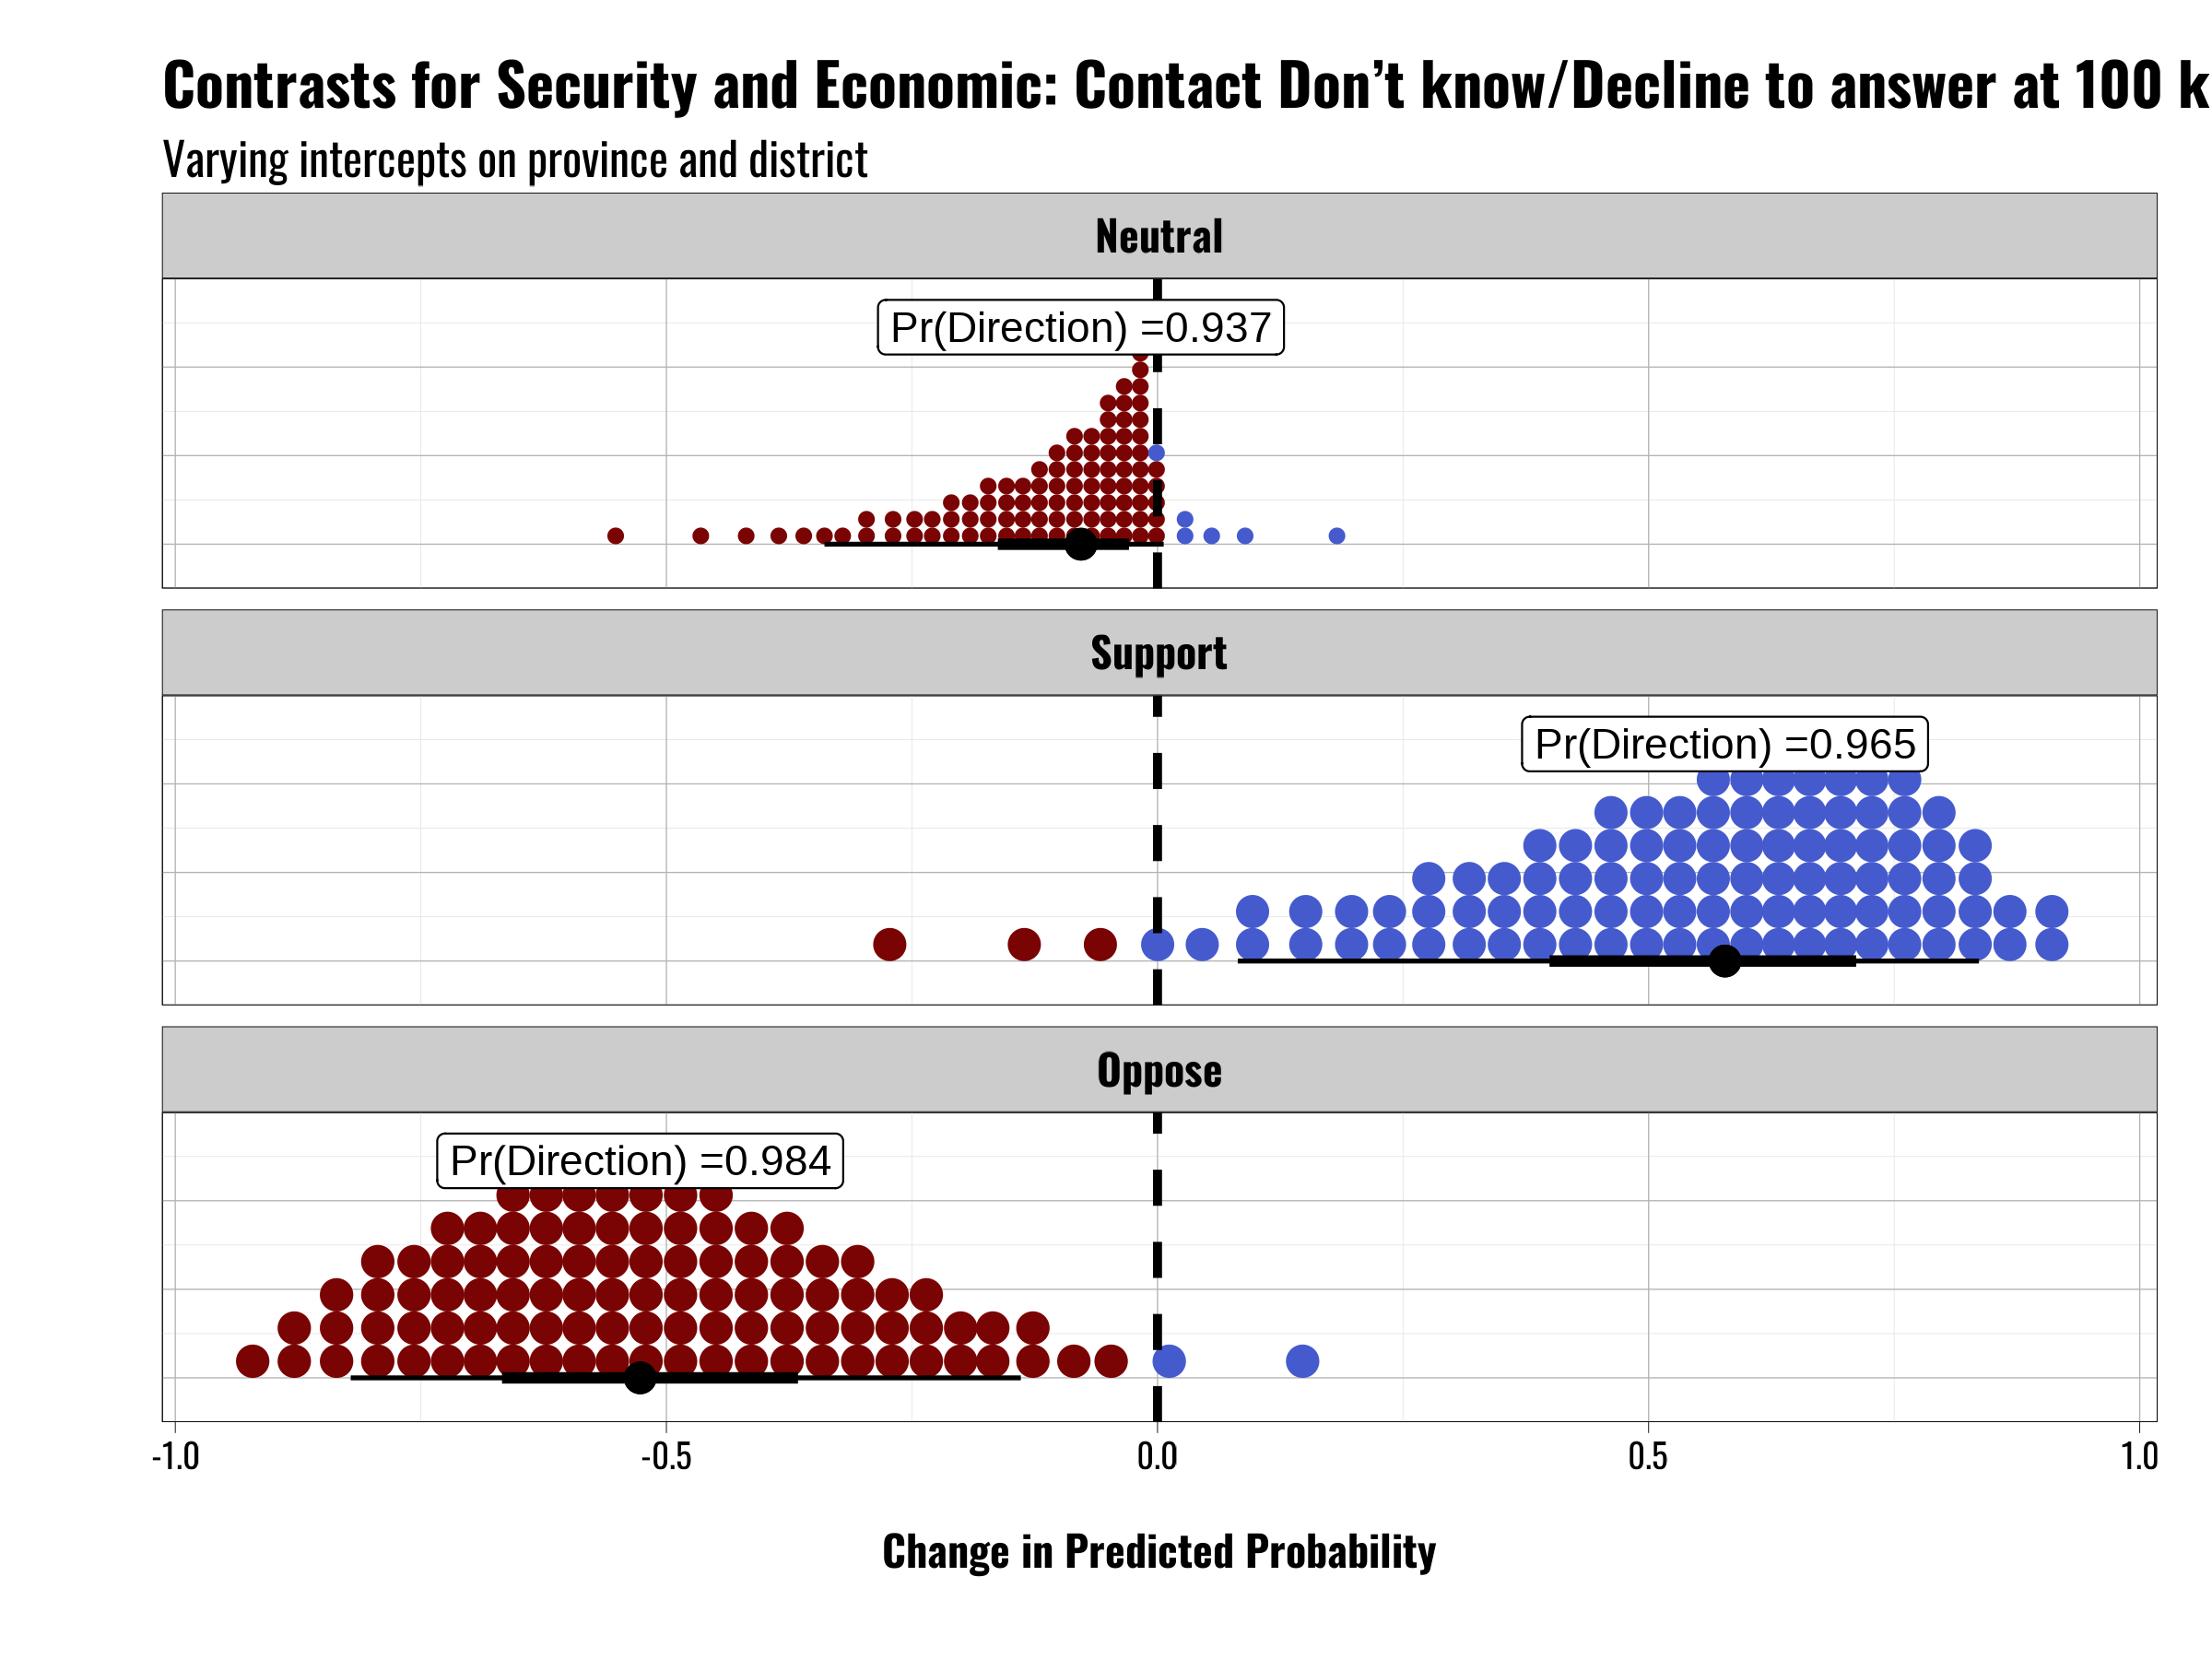 Contrasts for Security and Economic: Contact Don’t know/Decline to answer at 100 k
Varying intercepts on province and district
Neutral
Pr(Direction) =0.937
Support
Pr(Direction) =0.965
Oppose
Pr(Direction) =0.984
-1.0 -0.5 0.0 0.5 1.0
Change in Predicted Probability